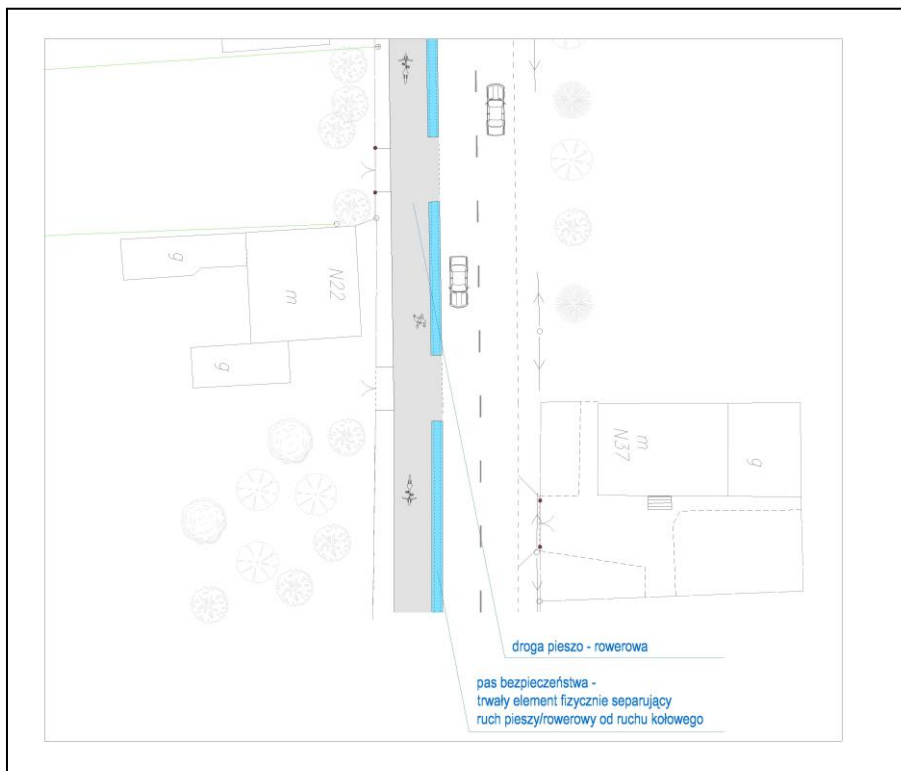 g
N22
m
g
m
N37
g
droga pieszo - rowerowa
pas bezpieczeństwa -
trwały element fizycznie separujący
ruch pieszy/rowerowy od ruchu kołowego